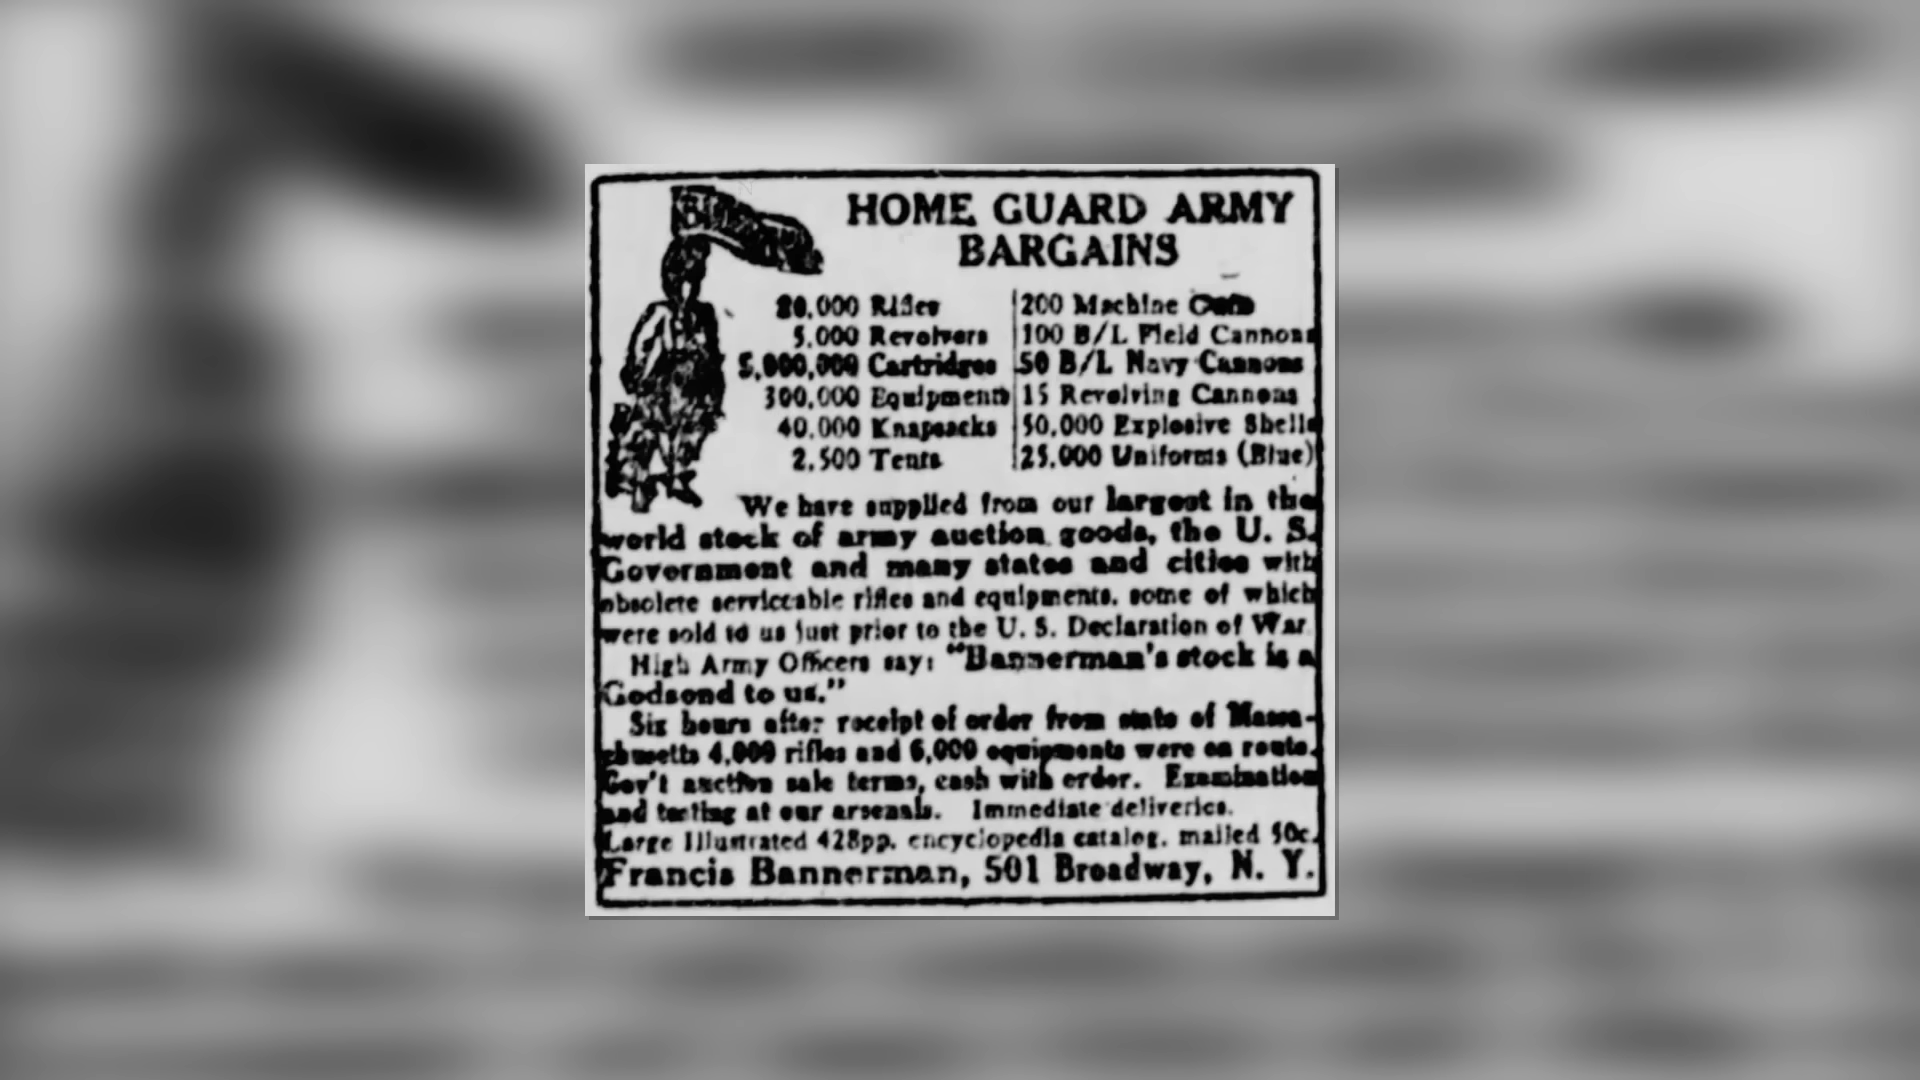 HOME GUARD ARMY
BARGAINS
20,000 Rifles
5,000 Revolvers
5,000,000 Cartridges
300,000 Equipments
40,000 Knapsacks
2,500 Tents
200 Machine Guns
100 B/L Field Cannons
50 B/L Navy Cannons
15 Revolving Cannons
50,000 Explosive Shells
25,000 Uniforms (Blue)
We have supplied from our largest in the
world stock of army auction goods, the U. S.
Government and many states and cities with
obsolete serviceable rifles and equipments, some of which
were sold to us just prior to the U. S. Declaration of War
High Army Officers say: "Bannerman's stock is a
Godsend to us."
Six hours after receipt of order from state of Massa-
chusetts 4,000 rifles and 6,000 equipments were en route.
Gov't auction sale terms, cash with order. Examination
and testing at our arsenals. Immediate deliveries.
Large Illustrated 428pp. encyclopedia catalog, mailed 50c.
Francis Bannerman, 501 Broadway, N. Y.